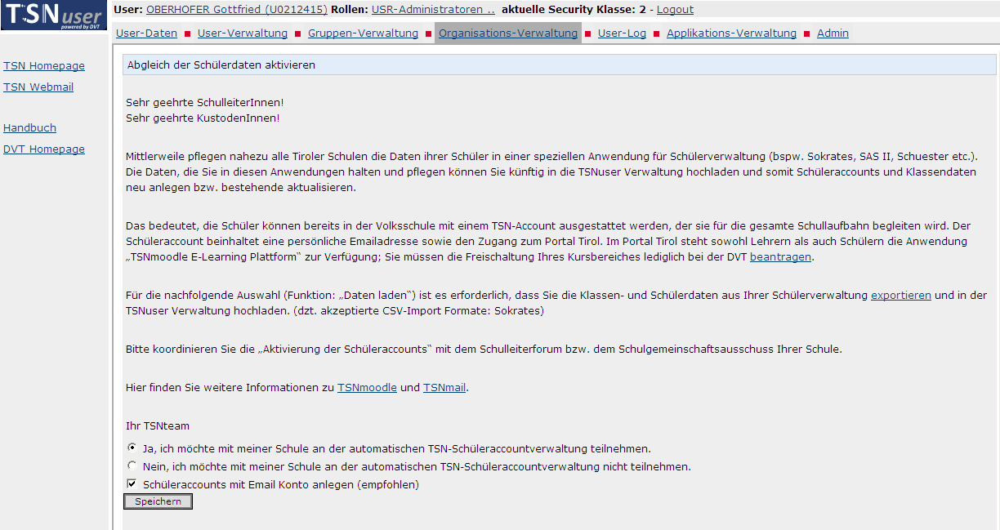 TSN user
powered by DVT
User: OBERHOFER Gottfried (U0212415) Rollen: USR-Administratoren .. aktuelle Security Klasse: 2 - Logout
User-Daten User-Verwaltung Gruppen-Verwaltung Organisations-Verwaltung User-Log Applikations-Verwaltung Admin
TSN Homepage
TSN Webmail
Handbuch
DVT Homepage
Abgleich der Schülerdaten aktivieren
Sehr geehrte SchulleiterInnen!
Sehr geehrte KustodenInnen!
Mittlerweile pflegen nahezu alle Tiroler Schulen die Daten ihrer Schüler in einer speziellen Anwendung für Schülerverwaltung (bspw. Sokrates, SAS II, Schuester etc.).
Die Daten, die Sie in diesen Anwendungen halten und pflegen können Sie künftig in die TSNuser Verwaltung hochladen und somit Schüleraccounts und Klassendaten
neu anlegen bzw. bestehende aktualisieren.
Das bedeutet, die Schüler können bereits in der Volksschule mit einem TSN-Account ausgestattet werden, der sie für die gesamte Schullaufbahn begleiten wird. Der
Schüleraccount beinhaltet eine persönliche Emailadresse sowie den Zugang zum Portal Tirol. Im Portal Tirol steht sowohl Lehrern als auch Schülern die Anwendung
„TSNmoodle E-Learning Plattform“ zur Verfügung; Sie müssen die Freischaltung Ihres Kursbereiches lediglich bei der DVT beantragen.
Für die nachfolgende Auswahl (Funktion: „Daten laden“) ist es erforderlich, dass Sie die Klassen- und Schülerdaten aus Ihrer Schülerverwaltung exportieren und in der
TSNuser Verwaltung hochladen. (dzt. akzeptierte CSV-Import Formate: Sokrates)
Bitte koordinieren Sie die „Aktivierung der Schüleraccounts“ mit dem Schulleiterforum bzw. dem Schulgemeinschaftsausschuss Ihrer Schule.
Hier finden Sie weitere Informationen zu TSNmoodle und TSNmail.
Ihr TSNteam
Ja, ich möchte mit meiner Schule an der automatischen TSN-Schüleraccountverwaltung teilnehmen.
Nein, ich möchte mit meiner Schule an der automatischen TSN-Schüleraccountverwaltung nicht teilnehmen.
Schüleraccounts mit Email Konto anlegen (empfohlen)
Speichern